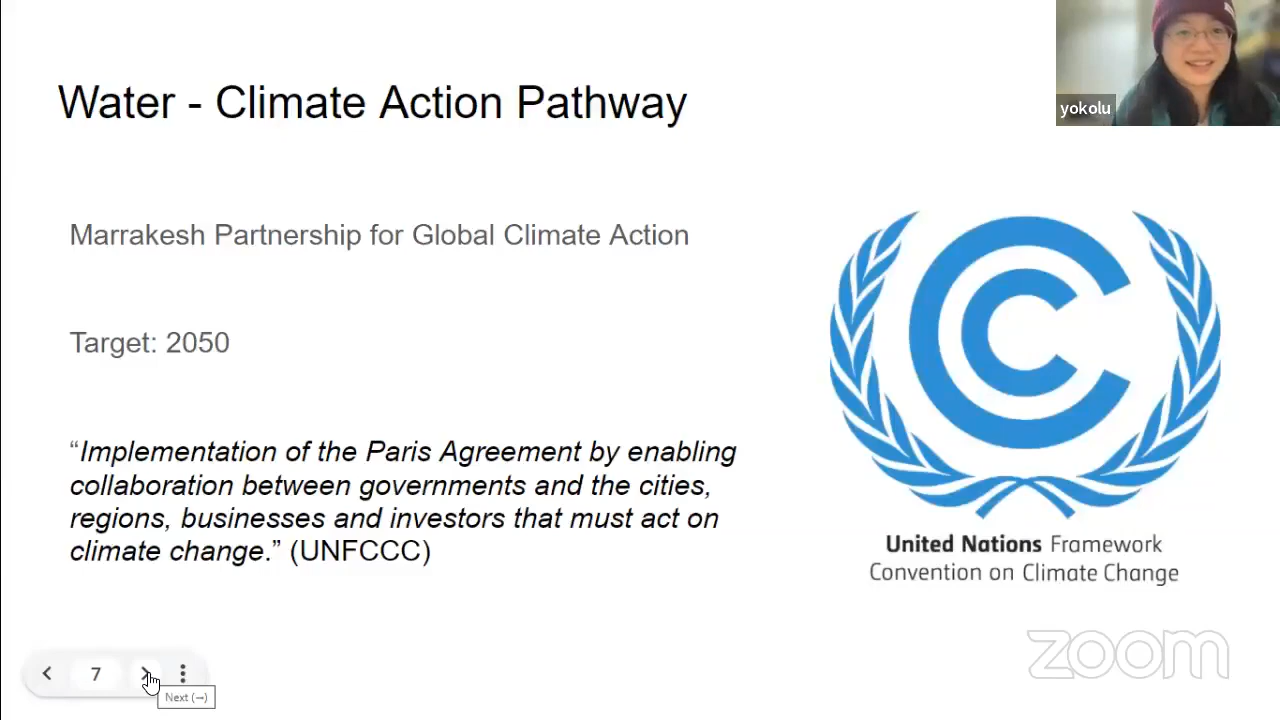 Water - Climate Action Pathway
yokolu
Marrakesh Partnership for Global Climate Action
Target: 2050
“Implementation of the Paris Agreement by enabling
collaboration between governments and the cities,
regions, businesses and investors that must act on
climate change.” (UNFCCC)
United Nations Framework
Convention on Climate Change
zoom
7
Next (→)